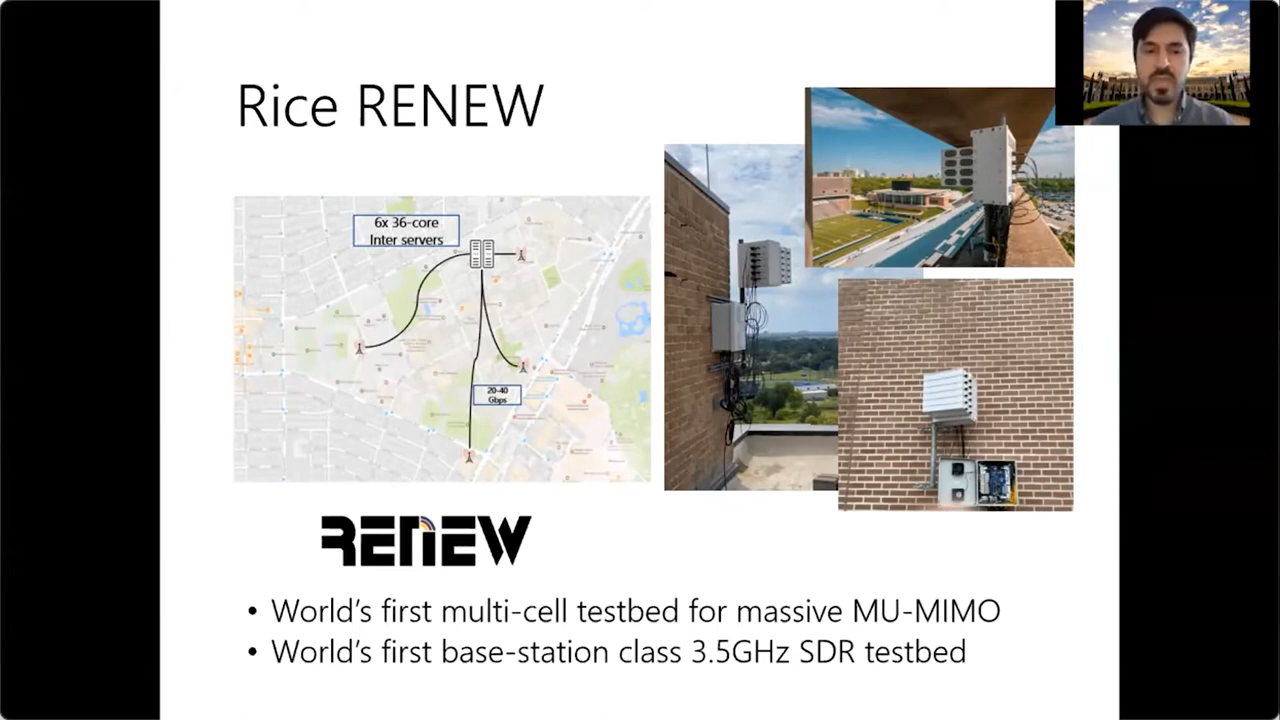 Rice RENEW
6x 36-core
Inter servers
20-40
Gbps
RENEW
• World's first multi-cell testbed for massive MU-MIMO
• World's first base-station class 3.5GHz SDR testbed